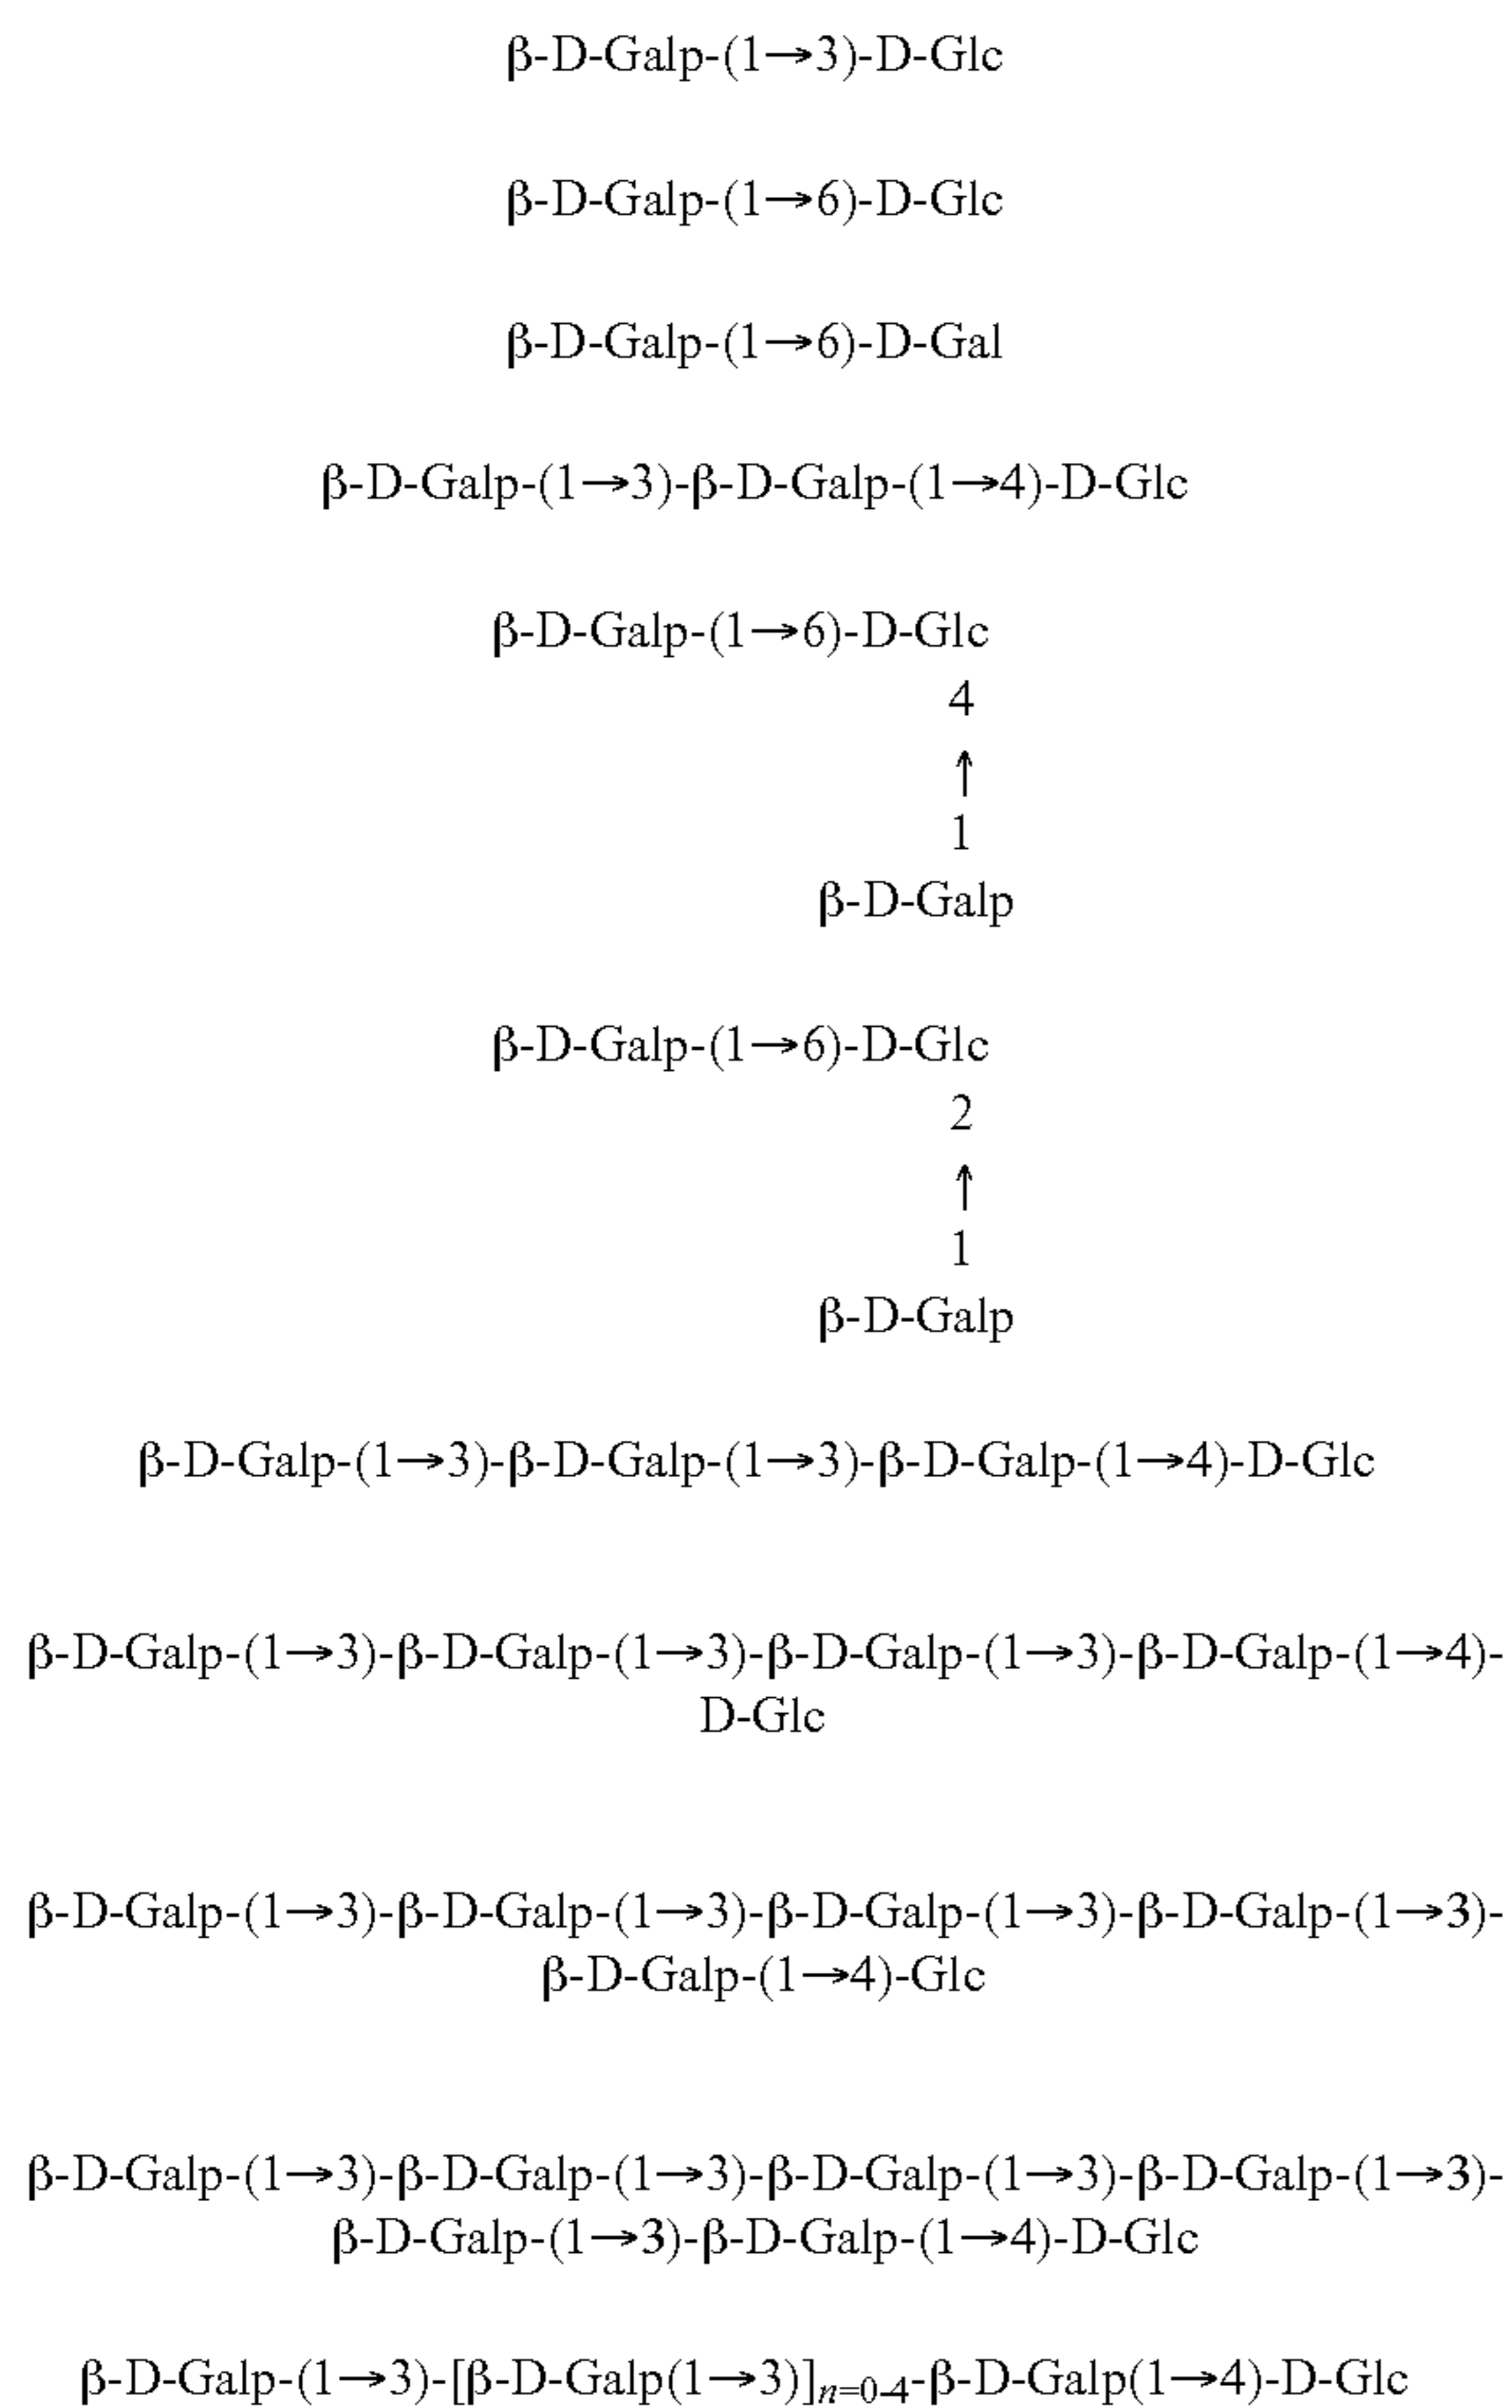 β-D-Galp-(1→3)-D-Glc
β-D-Galp-(1→6)-D-Glc
β-D-Galp-(1→6)-D-Gal
β-D-Galp-(1→3)-β-D-Galp-(1→4)-D-Glc
β-D-Galp-(1→6)-D-Glc
4
↑
1
β-D-Galp
β-D-Galp-(1→6)-D-Glc
2
↑
1
β-D-Galp
β-D-Galp-(1→3)-β-D-Galp-(1→3)-β-D-Galp-(1→4)-D-Glc
β-D-Galp-(1→3)-β-D-Galp-(1→3)-β-D-Galp-(1→3)-β-D-Galp-(1→4)-
D-Glc
β-D-Galp-(1→3)-β-D-Galp-(1→3)-β-D-Galp-(1→3)-β-D-Galp-(1→3)-
β-D-Galp-(1→4)-Glc
β-D-Galp-(1→3)-β-D-Galp-(1→3)-β-D-Galp-(1→3)-β-D-Galp-(1→3)-
β-D-Galp-(1→3)-β-D-Galp-(1→4)-D-Glc
β-D-Galp-(1→3)-[β-D-Galp(1→3)]n=0-4-β-D-Galp(1→4)-D-Glc